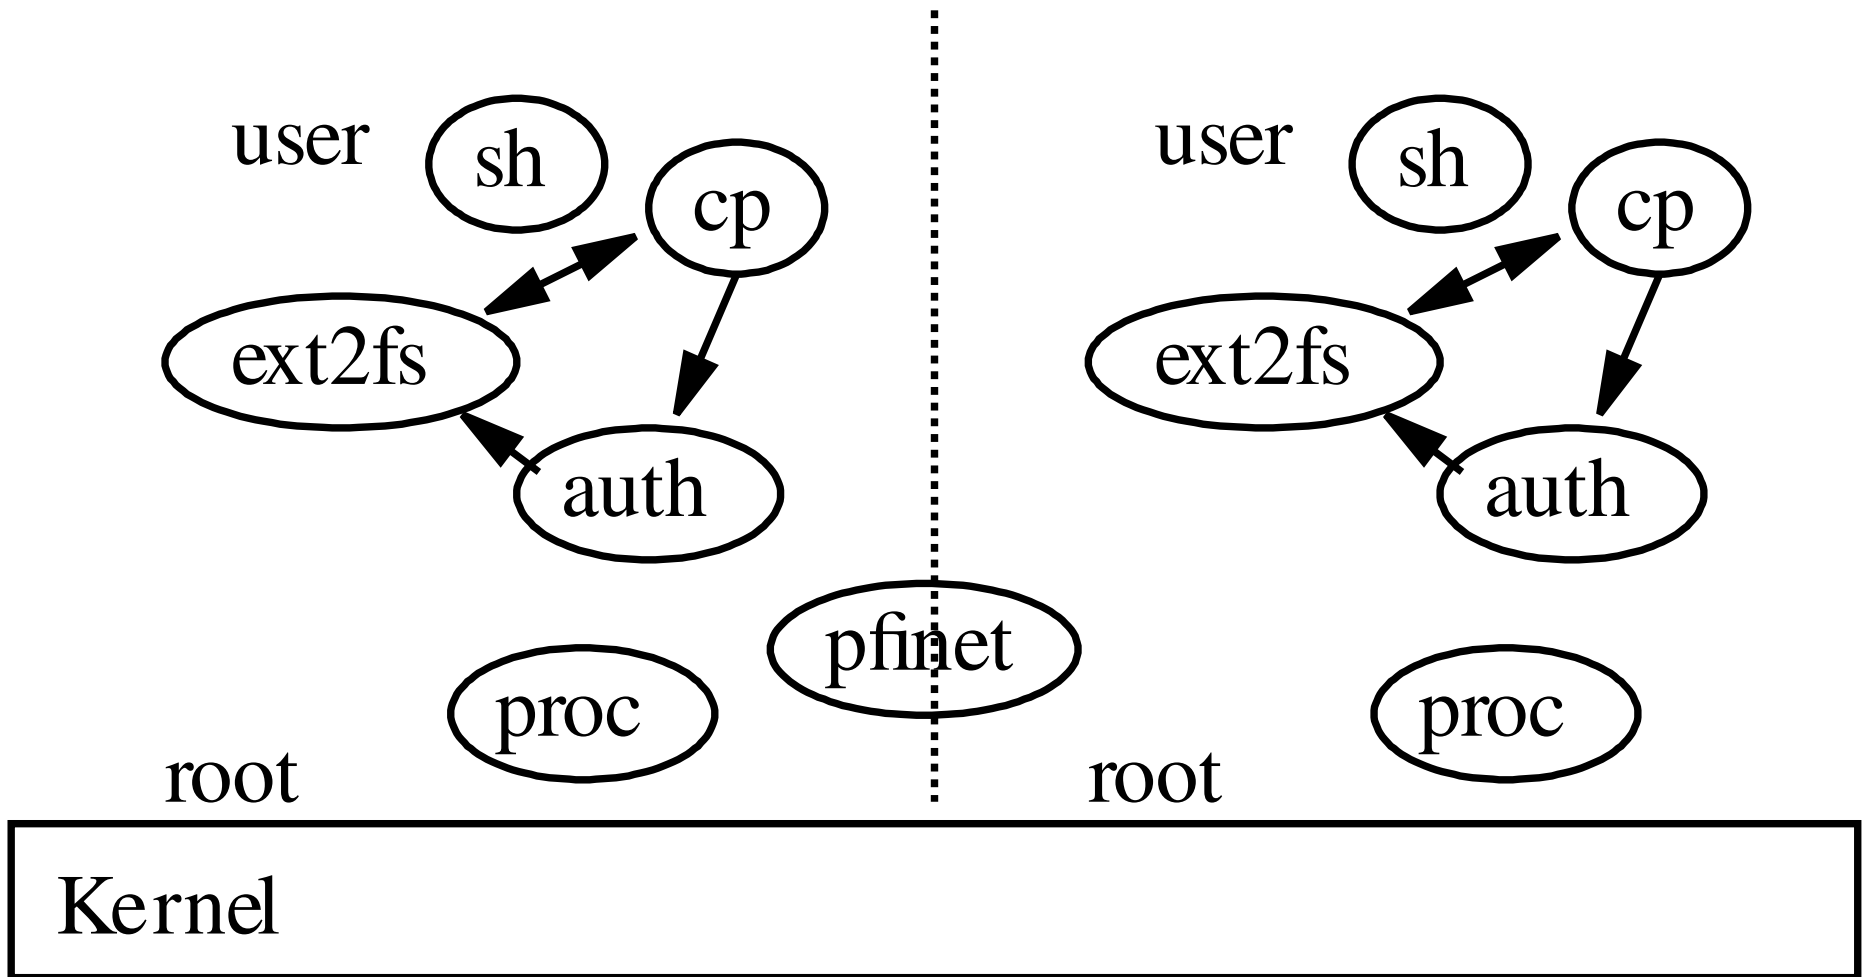 user
sh
cp
ext2fs
auth
proc
root
pfinet
user
sh
cp
ext2fs
auth
proc
root
Kernel